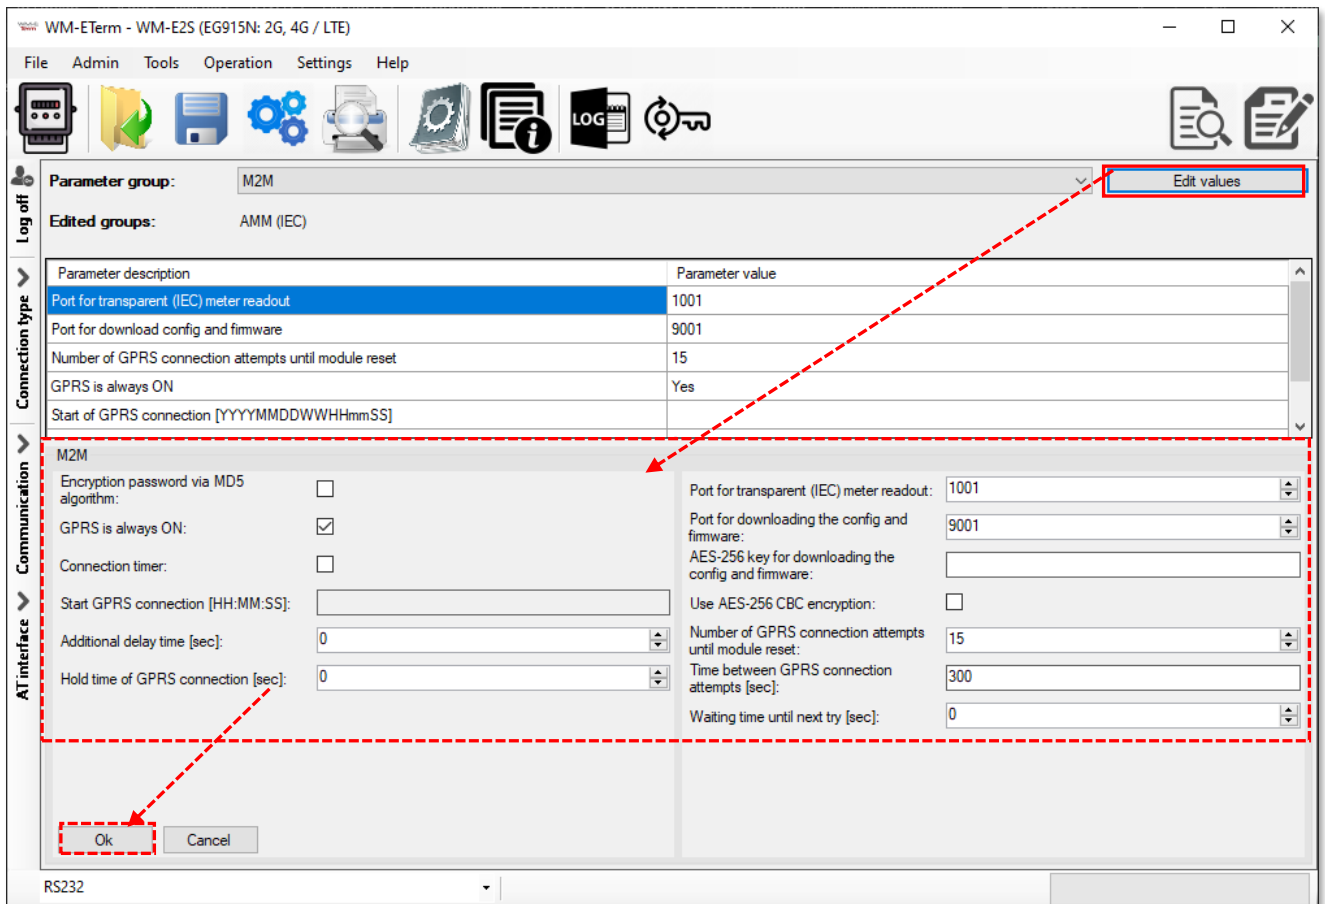 WM-ETerm - WM-E2S (EG915N: 2G, 4G / LTE)
File Admin Tools Operation Settings Help
LOG
Log off
Connection type
Communication
AT interface
Parameter group: M2M Edit values
Edited groups: AMM (IEC)
Parameter description Parameter value
Port for transparent (IEC) meter readout 1001
Port for download config and firmware 9001
Number of GPRS connection attempts until module reset 15
GPRS is always ON Yes
Start of GPRS connection [YYYYMMDDWWHHmmSS]
M2M
Encryption password via MD5
algorithm:
GPRS is always ON:
Connection timer:
Start GPRS connection [HH:MM:SS]:
Additional delay time [sec]: 0
Hold time of GPRS connection [sec]: 0
Port for transparent (IEC) meter readout: 1001
Port for downloading the config and
firmware: 9001
AES-256 key for downloading the
config and firmware:
Use AES-256 CBC encryption:
Number of GPRS connection attempts
until module reset: 15
Time between GPRS connection
attempts [sec]: 300
Waiting time until next try [sec]: 0
Ok Cancel
RS232